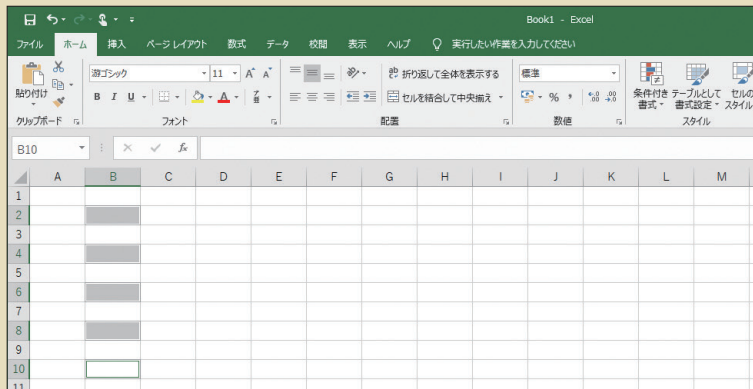 Book1 - Excel
ファイル ホーム 挿入 ページ レイアウト 数式 データ 校閲 表示 ヘルプ 実行したい作業を入力してください
貼り付け 游ゴシック 11 A A ab 折り返して全体を表示する 標準 条件付き書式 テーブルとして書式設定 セルのスタイル
B I U A セルを結合して中央揃え % , .0 .00 .00 .0
クリップボード フォント 配置 数値 スタイル
B10 fx
A B C D E F G H I J K L M
1
2
3
4
5
6
7
8
9
10
11